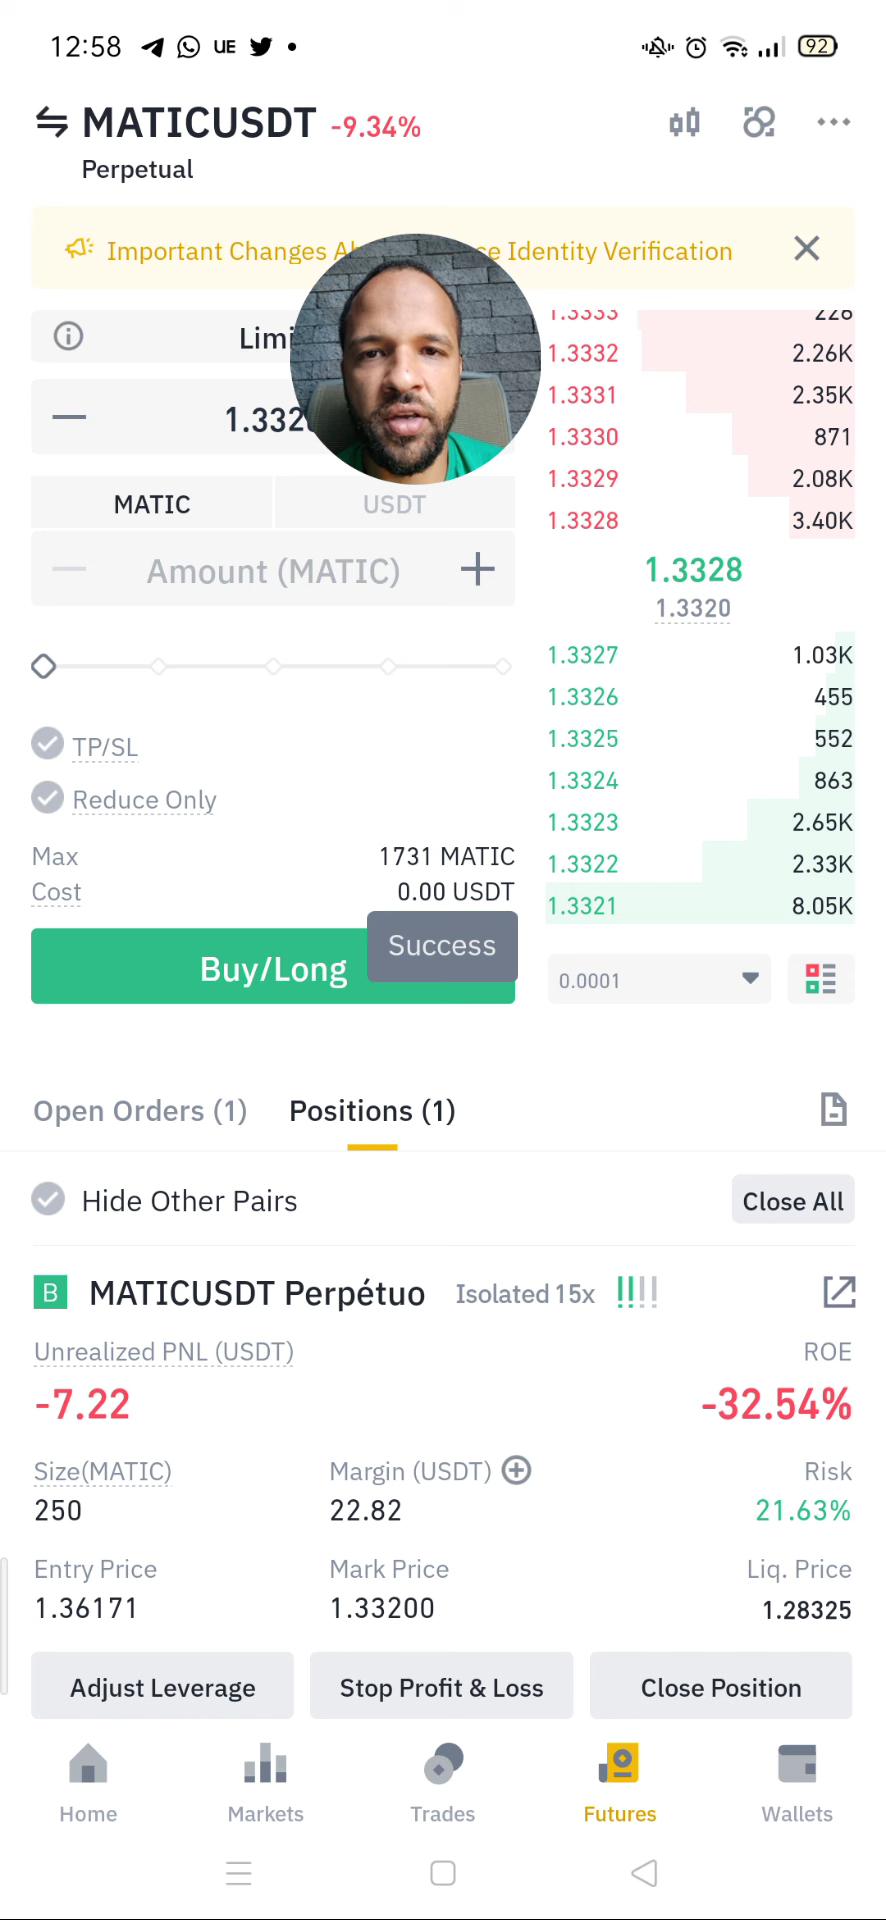 12:58 UE 92
MATICUSDT -9.34%
Perpetual
Important Changes e Identity Verification
1.3333 228
1.3332 2.26K
1.3331 2.35K
1.332
1.3330 871
1.3329 2.08K
MATIC USDT
1.3328 3.40K
Amount (MATIC)
1.3328
1.3320
1.3327 1.03K
1.3326 455
TP/SL
1.3325 552
Reduce Only
1.3324 863
1.3323 2.65K
Max 1731 MATIC
1.3322 2.33K
Cost 0.00 USDT
1.3321 8.05K
Success
Buy/Long
0.0001
Open Orders (1) Positions (1)
Hide Other Pairs Close All
B MATICUSDT Perpétuo Isolated 15x
Unrealized PNL (USDT) ROE
-7.22 -32.54%
Size(MATIC) Margin (USDT) Risk
250 22.82 21.63%
Entry Price Mark Price Liq. Price
1.36171 1.33200 1.28325
Adjust Leverage Stop Profit & Loss Close Position
Home Markets Trades Futures Wallets